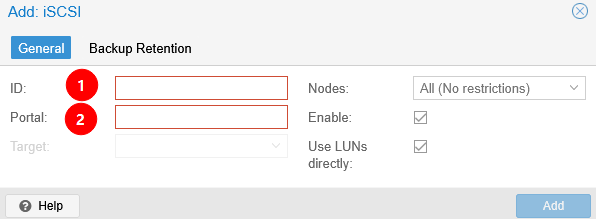 Add: iSCSI
General Backup Retention
ID: 1 Nodes: All (No restrictions)
Portal: 2 Enable:
Target: Use LUNs
directly:
Help Add